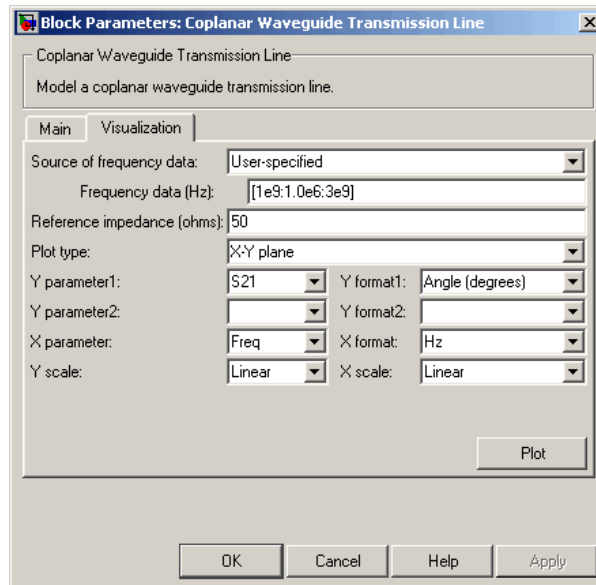 Block Parameters: Coplanar Waveguide Transmission Line
Coplanar Waveguide Transmission Line
Model a coplanar waveguide transmission line.
Main Visualization
Source of frequency data: User-specified
Frequency data (Hz): [1e9:1.0e6:3e9]
Reference impedance (ohms): 50
Plot type: X-Y plane
Y parameter1: S21 Y format1: Angle (degrees)
Y parameter2: Y format2:
X parameter: Freq X format: Hz
Y scale: Linear X scale: Linear
Plot
OK Cancel Help Apply